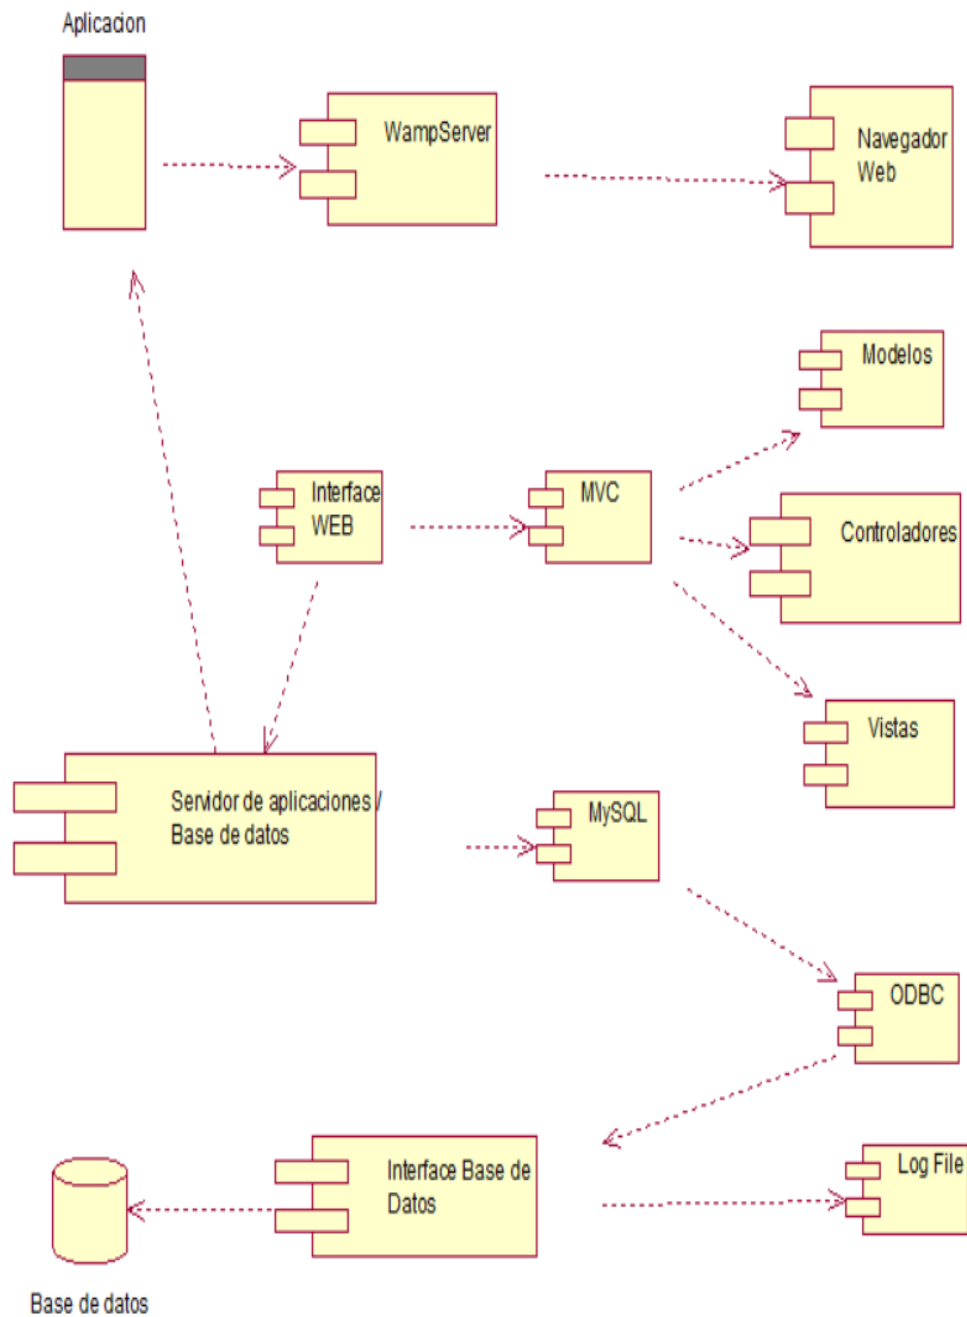 Aplicacion
WampServer
Navegador
Web
Modelos
Interface
WEB
MVC
Controladores
Vistas
Servidor de aplicaciones /
Base de datos
MySQL
ODBC
Interface Base de
Datos
Log File
Base de datos